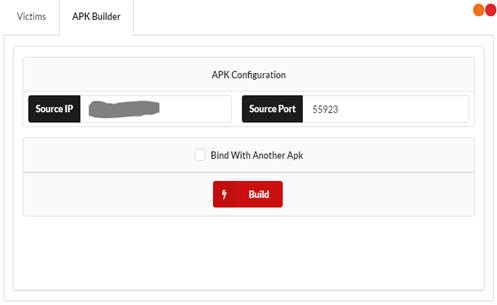 Victims APK Builder
APK Configuration
Source IP Source Port 55923
Bind With Another Apk
Build